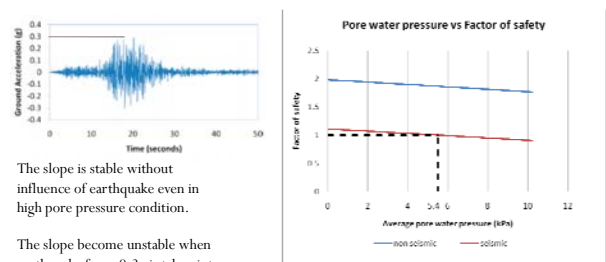 Ground Acceleration (g)
0.4
0.3
0.2
0.1
0
-0.1
-0.2
-0.3
-0.4
0 10 20 30 40 50
Time (seconds)
The slope is stable without
influence of earthquake even in
high pore pressure condition.
The slope become unstable when
Pore water pressure vs Factor of safety
Factor of safety
2.5
2
1.5
1
0.5
0
0 2 4 5.4 6 8 10 12
Average pore water pressure (kPa)
non seismic seismic